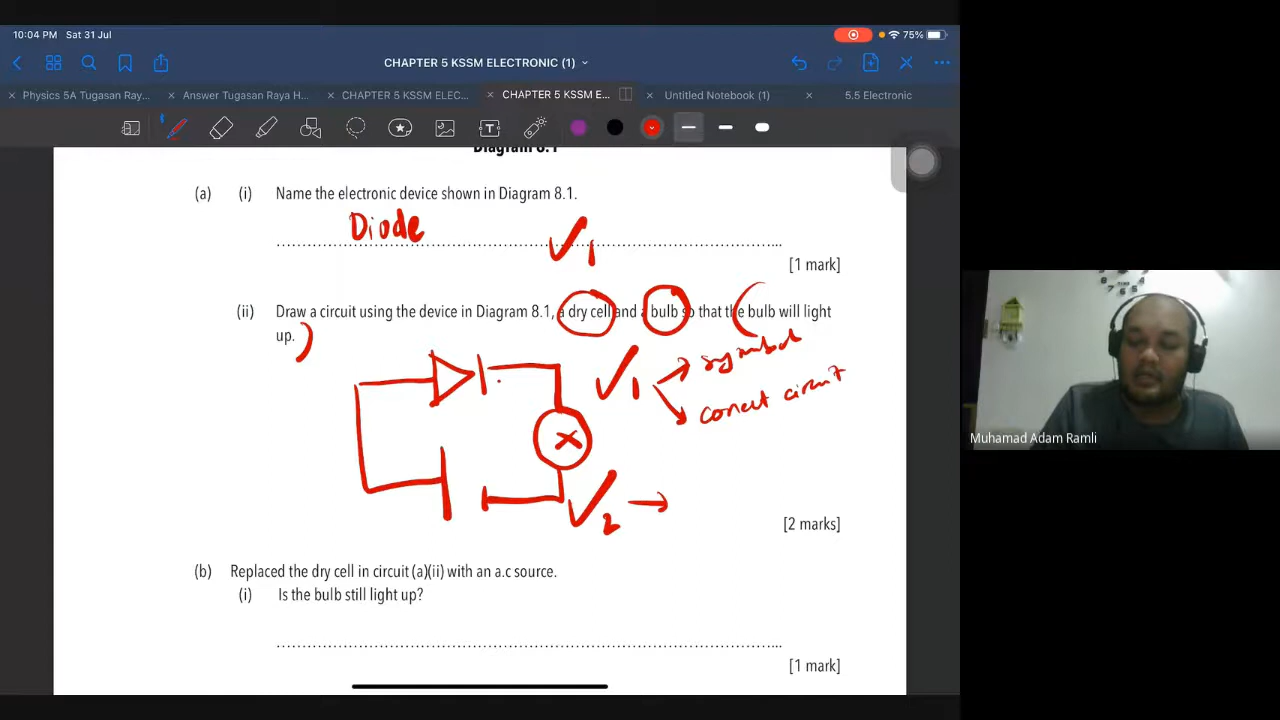 10:04 PM Sat 31 Jul
75%
CHAPTER 5 KSSM ELECTRONIC (1)
Physics 5A Tugasan Ray...
Answer Tugasan Raya H...
CHAPTER 5 KSSM ELEC...
CHAPTER 5 KSSM E...
Untitled Notebook (1)
5.5 Electronic
Diagram 8.1
(a) (i) Name the electronic device shown in Diagram 8.1.
Diode
1
[1 mark]
(ii) Draw a circuit using the device in Diagram 8.1, a dry cell and a bulb so that the bulb will light
up.
symbol
1
correct circuit
2
[2 marks]
(b) Replaced the dry cell in circuit (a)(ii) with an a.c source.
(i) Is the bulb still light up?
[1 mark]
Muhamad Adam Ramli